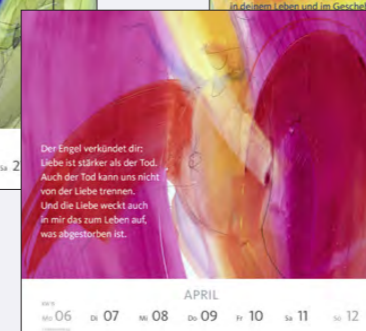 in deinem Leben und im Gescheh
Der Engel verkündet dir:
Liebe ist stärker als der Tod.
Auch der Tod kann uns nicht
von der Liebe trennen.
Und die Liebe weckt auch
in mir das zum Leben auf,
was abgestorben ist.
Sa 2
APRIL
Mo 06 Di 07 Mi 08 Do 09 Fr 10 Sa 11 So 12